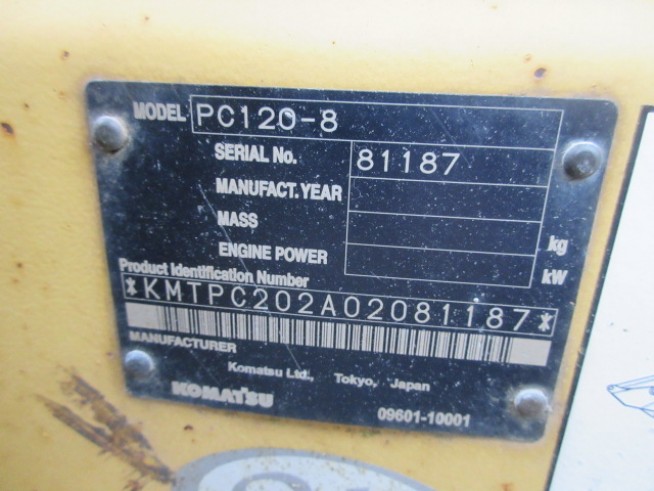 MODEL PC120-8
SERIAL No. 81187
MANUFACT. YEAR
MASS kg
ENGINE POWER kW
Product Identification Number
*KMTPC202A02081187*
MANUFACTURER
Komatsu Ltd., Tokyo, Japan
KOMATSU 09601-10001